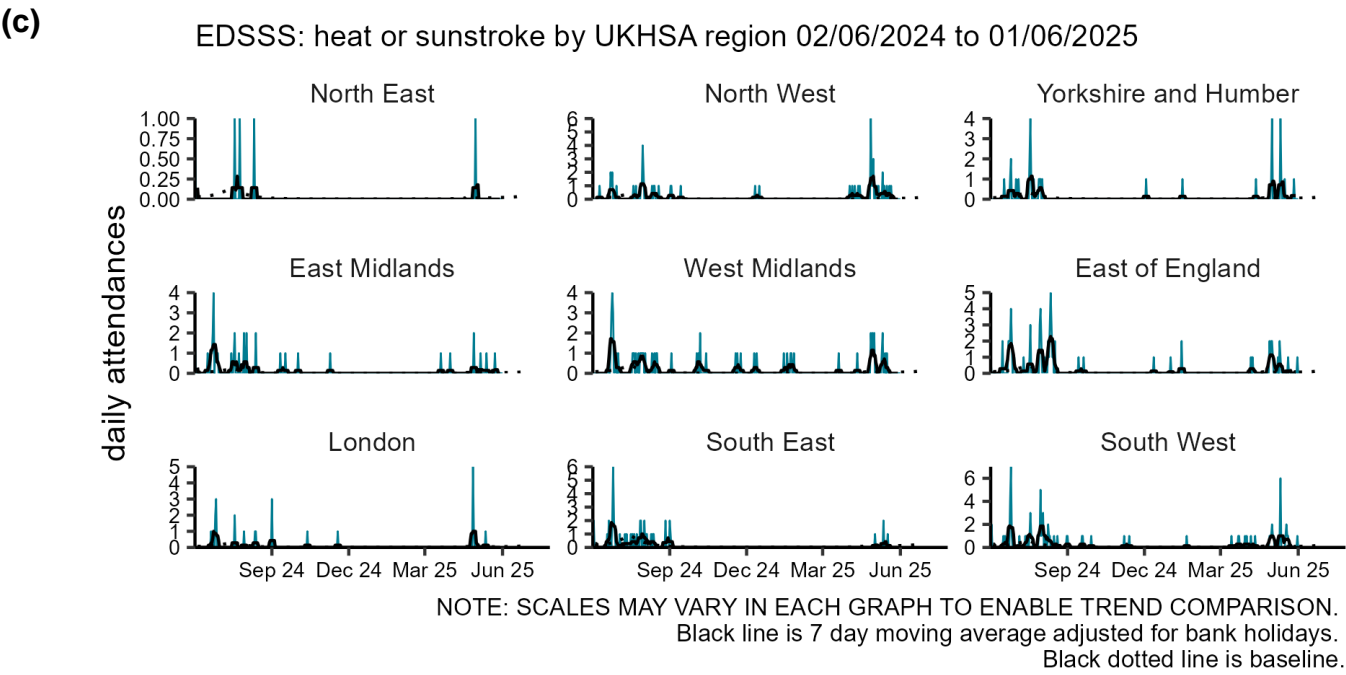 (c)
EDSSS: heat or sunstroke by UKHSA region 02/06/2024 to 01/06/2025
daily attendances
North East
1.00
0.75
0.50
0.25
0.00
North West
6
5
4
3
2
1
0
Yorkshire and Humber
4
3
2
1
0
East Midlands
4
3
2
1
0
West Midlands
4
3
2
1
0
East of England
5
4
3
2
1
0
London
5
4
3
2
1
0
Sep 24 Dec 24 Mar 25 Jun 25
South East
6
5
4
3
2
1
0
Sep 24 Dec 24 Mar 25 Jun 25
South West
6
4
2
0
Sep 24 Dec 24 Mar 25 Jun 25
NOTE: SCALES MAY VARY IN EACH GRAPH TO ENABLE TREND COMPARISON.
Black line is 7 day moving average adjusted for bank holidays.
Black dotted line is baseline.